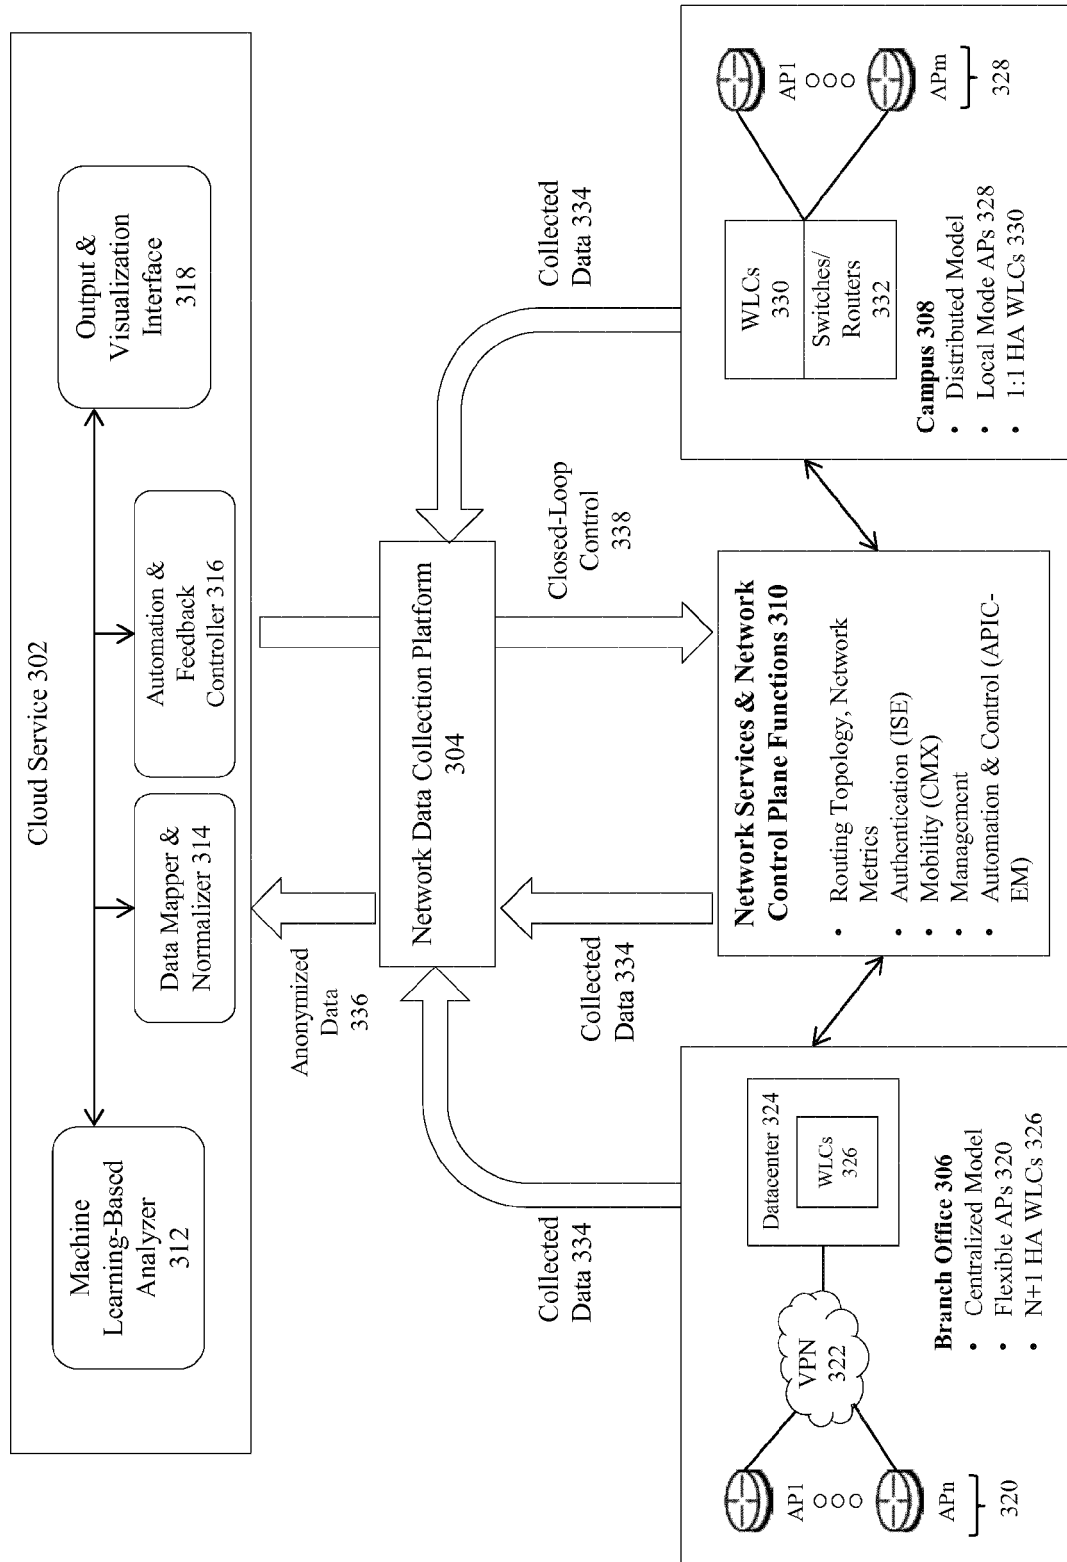 Cloud Service 302
Machine
Learning-Based
Analyzer
312
Data Mapper &
Normalizer 314
Automation &
Feedback
Controller 316
Output &
Visualization
Interface
318
Anonymized
Data
336
Network Data Collection Platform
304
Collected
Data 334
Collected
Data 334
Closed-Loop
Control
338
Collected
Data 334
AP1
APn
320
VPN
322
Datacenter 324
WLCs
326
Branch Office 306
• Centralized Model
• Flexible APs 320
• N+1 HA WLCs 326
Network Services & Network
Control Plane Functions 310
• Routing Topology, Network
Metrics
• Authentication (ISE)
• Mobility (CMX)
• Management
• Automation & Control (APIC-
EM)
WLCs
330
Switches/
Routers
332
AP1
APm
328
Campus 308
• Distributed Model
• Local Mode APs 328
• 1:1 HA WLCs 330